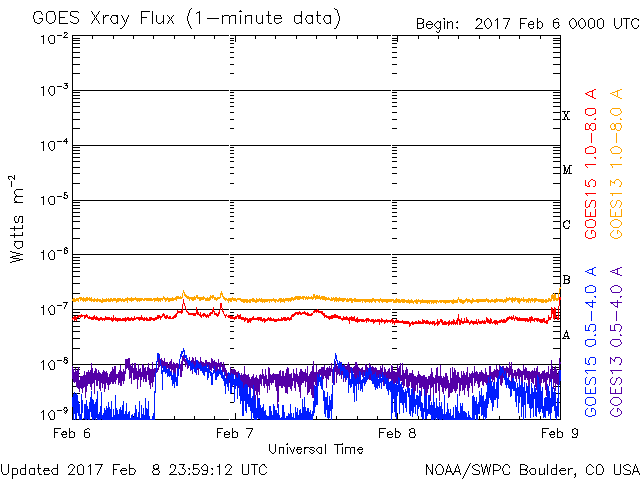 GOES Xray Flux (1-minute data)
Begin: 2017 Feb 6 0000 UTC
10^-2
10^-3
10^-4
10^-5
10^-6
10^-7
10^-8
10^-9
Watts m^-2
X
M
C
B
A
GOES15 1.0-8.0 A
GOES13 1.0-8.0 A
GOES15 0.5-4.0 A
GOES13 0.5-4.0 A
Feb 6 Feb 7 Feb 8 Feb 9
Universal Time
Updated 2017 Feb 8 23:59:12 UTC
NOAA/SWPC Boulder, CO USA